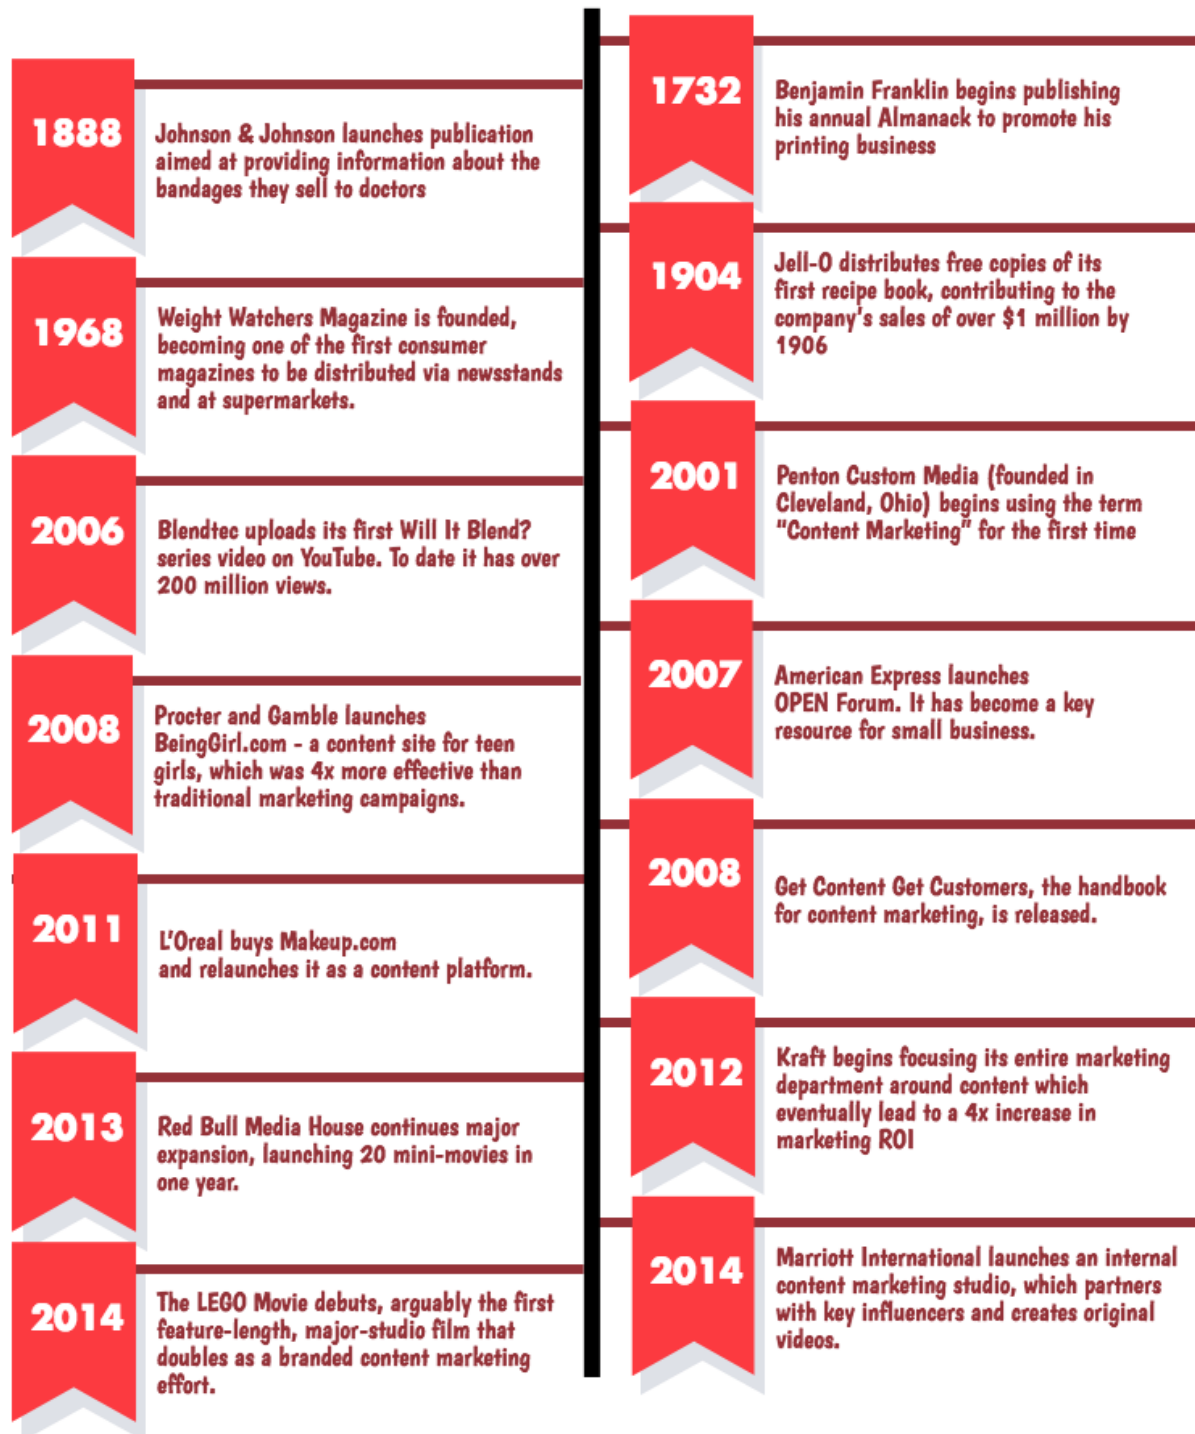 1732
Benjamin Franklin begins publishing
his annual Almanack to promote his
printing business
1888
Johnson & Johnson launches publication
aimed at providing information about the
bandages they sell to doctors
1904
Jell-O distributes free copies of its
first recipe book, contributing to the
company's sales of over $1 million by
1906
1968
Weight Watchers Magazine is founded,
becoming one of the first consumer
magazines to be distributed via newsstands
and at supermarkets.
2001
Penton Custom Media (founded in
Cleveland, Ohio) begins using the term
"Content Marketing" for the first time
2006
Blendtec uploads its first Will It Blend?
series video on YouTube. To date it has over
200 million views.
2007
American Express launches
OPEN Forum. It has become a key
resource for small business.
2008
Procter and Gamble launches
BeingGirl.com - a content site for teen
girls, which was 4x more effective than
traditional marketing campaigns.
2008
Get Content Get Customers, the handbook
for content marketing, is released.
2011
L'Oreal buys Makeup.com
and relaunches it as a content platform.
2012
Kraft begins focusing its entire marketing
department around content which
eventually lead to a 4x increase in
marketing ROI
2013
Red Bull Media House continues major
expansion, launching 20 mini-movies in
one year.
2014
Marriott International launches an internal
content marketing studio, which partners
with key influencers and creates original
videos.
2014
The LEGO Movie debuts, arguably the first
feature-length, major-studio film that
doubles as a branded content marketing
effort.